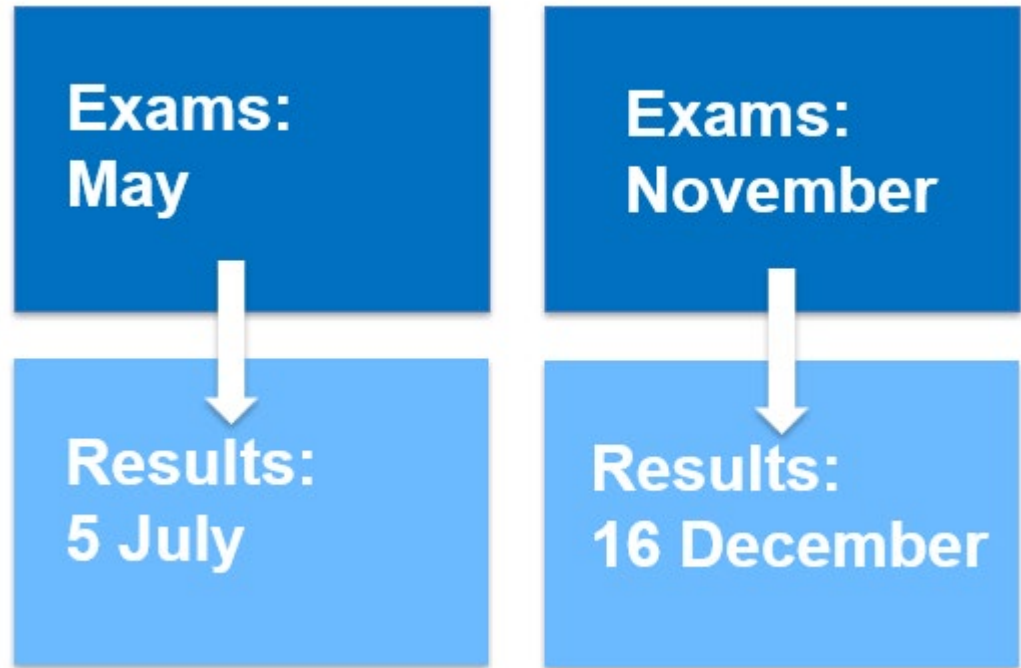 Exams:
May
Results:
5 July
Exams:
November
Results:
16 December